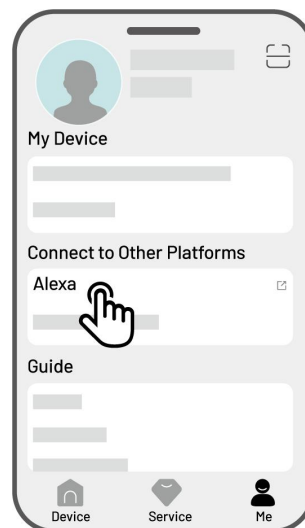 My Device
Connect to Other Platforms
Alexa
Guide
Device Service Me